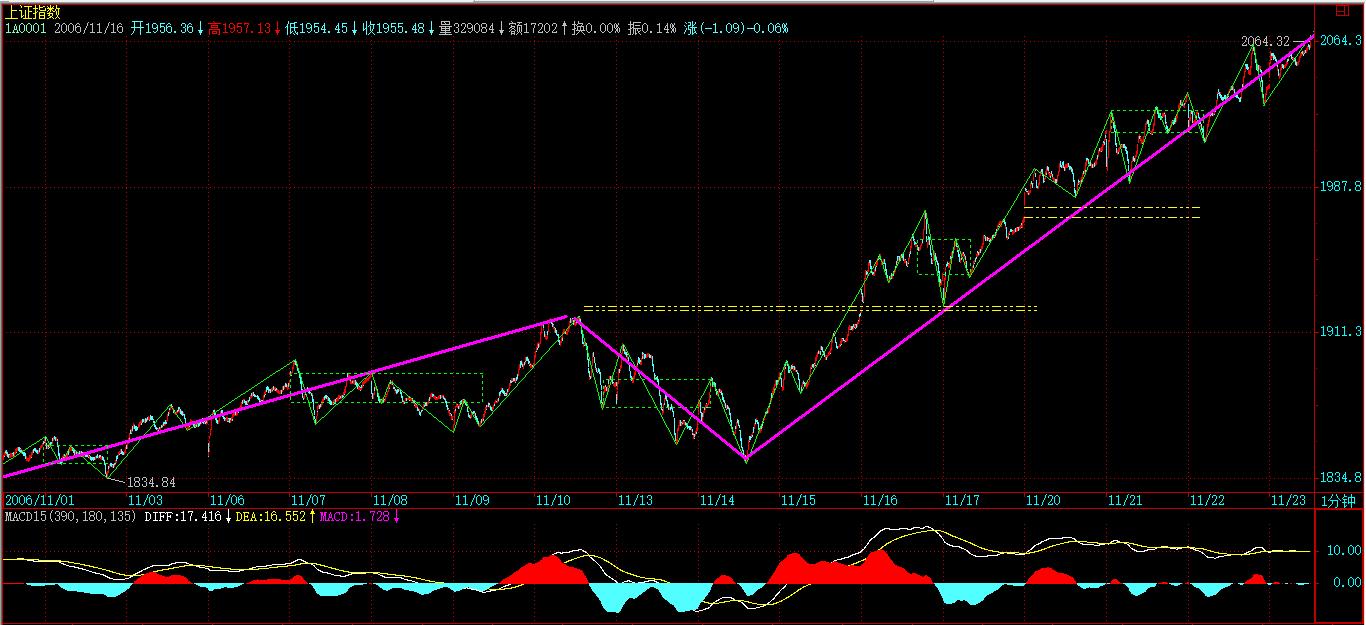 上证指数
1A0001 2006/11/16 开1956.36↓高1957.13↓低1954.45↓收1955.48↓量329084↓额17202↑换0.00% 振0.14% 涨(-1.09)-0.06%
2064.32
2064.3
1987.8
1911.3
1834.84
1834.8
2006/11/01 11/03 11/06 11/07 11/08 11/09 11/10 11/13 11/14 11/15 11/16 11/17 11/20 11/21 11/22 11/23 1分钟
MACD15(390,180,135) DIFF:17.416↓DEA:16.552↑MACD:1.728↓
10.00
0.00